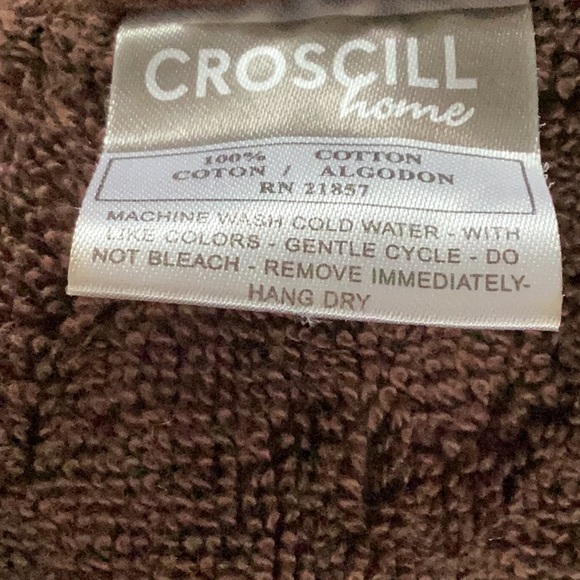 CROSCILL
home
100% COTTON
COTON / ALGODON
RN 21857
MACHINE WASH COLD WATER - WITH
LIKE COLORS - GENTLE CYCLE - DO
NOT BLEACH - REMOVE IMMEDIATELY-
HANG DRY